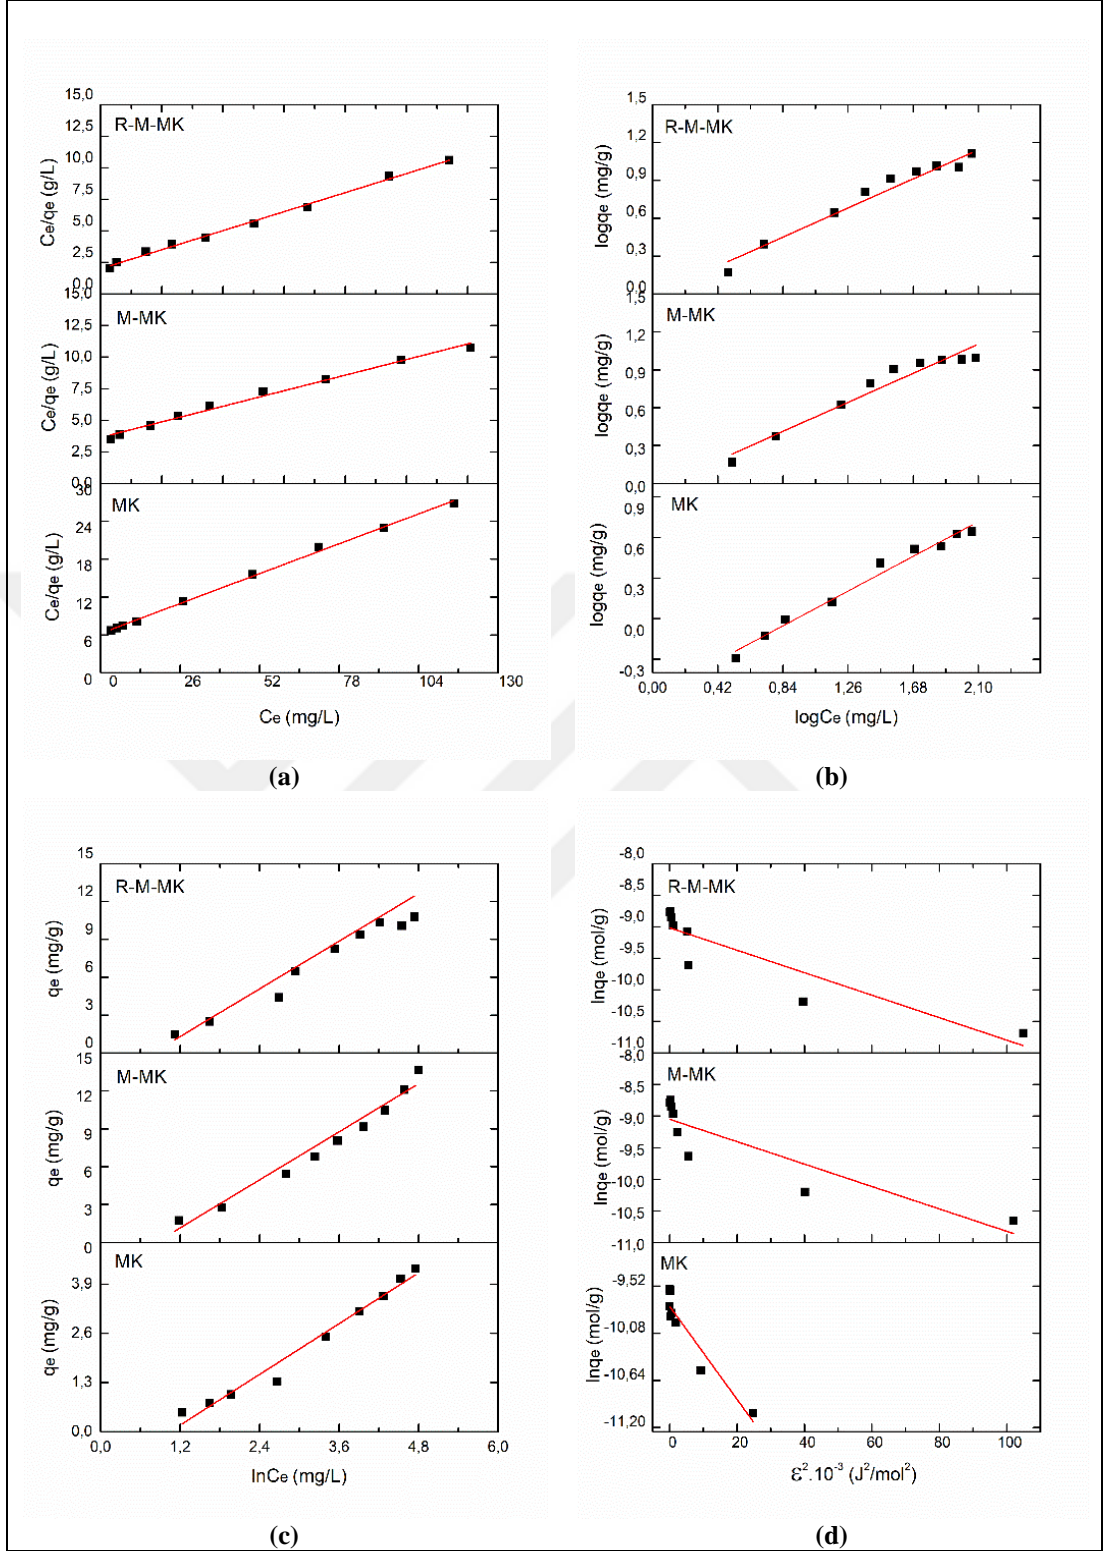 15,0
12,5
10,0
7,5
5,0
2,5
0,0
R-M-MK
Ce/qe (g/L)
15,0
12,5
10,0
7,5
5,0
2,5
0,0
M-MK
Ce/qe (g/L)
30
24
18
12
6
0
MK
Ce/qe (g/L)
0 26 52 78 104 130
Ce (mg/L)
(a)
1,5
1,2
0,9
0,6
0,3
0,0
R-M-MK
logqe (mg/g)
1,5
1,2
0,9
0,6
0,3
0,0
M-MK
logqe (mg/g)
0,9
0,6
0,3
0,0
-0,3
MK
logqe (mg/g)
0,00 0,42 0,84 1,26 1,68 2,10
logCe (mg/L)
(b)
15
12
9
6
3
0
R-M-MK
qe (mg/g)
15
12
9
6
3
0
M-MK
qe (mg/g)
3,9
2,6
1,3
0,0
MK
qe (mg/g)
0,0 1,2 2,4 3,6 4,8 6,0
lnCe (mg/L)
(c)
-8,0
-8,5
-9,0
-9,5
-10,0
-10,5
-11,0
R-M-MK
lnqe (mol/g)
-8,0
-8,5
-9,0
-9,5
-10,0
-10,5
-11,0
M-MK
lnqe (mol/g)
-9,52
-10,08
-10,64
-11,20
MK
lnqe (mol/g)
0 20 40 60 80 100
ε².10⁻³ (J²/mol²)
(d)